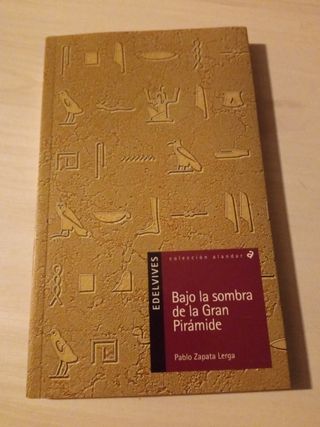 colección alandar
EDELVIVES
Bajo la sombra
de la Gran
Pirámide
Pablo Zapata Lerga